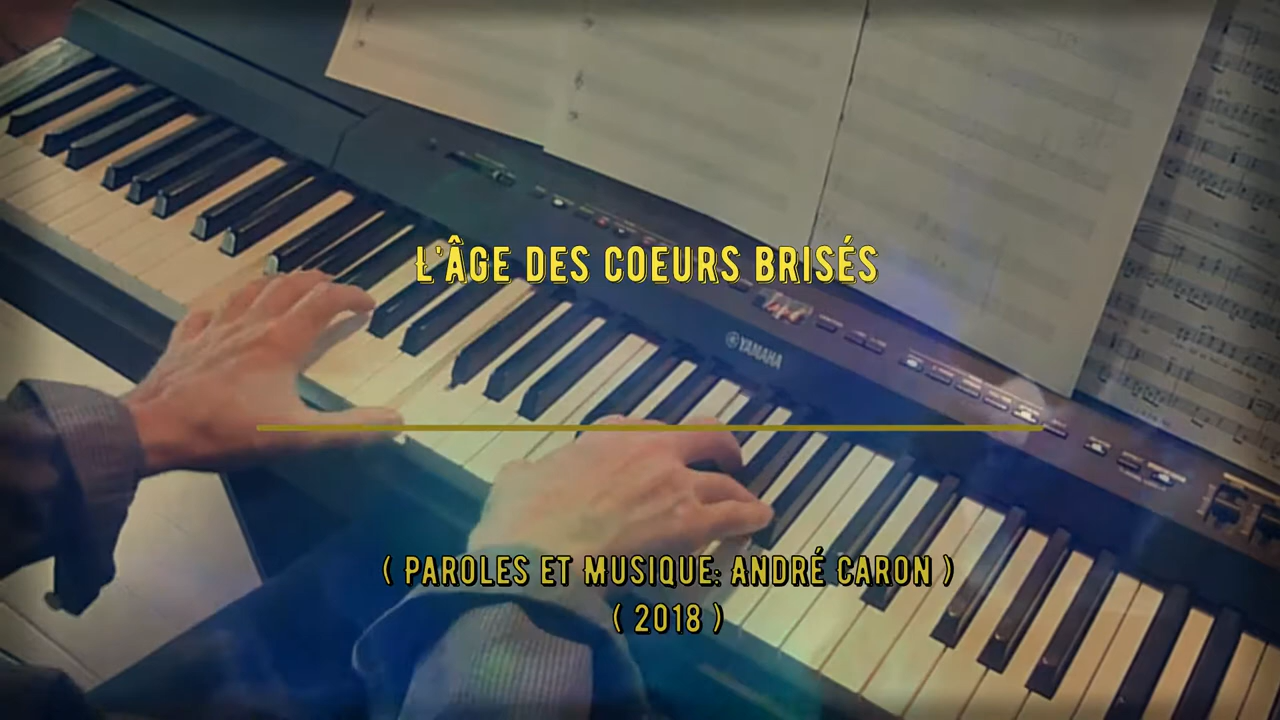 L'ÂGE DES COEURS BRISÉS
YAMAHA
( PAROLES ET MUSIQUE: ANDRÉ CARON )
( 2018 )